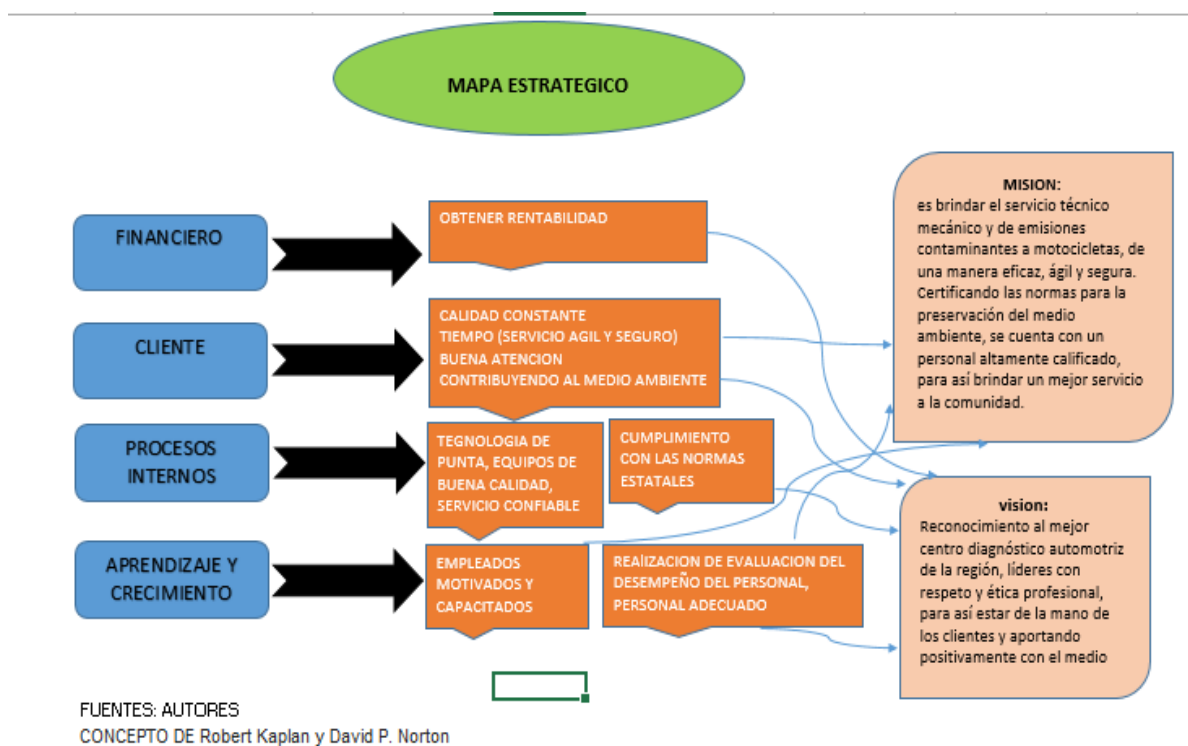 MAPA ESTRATEGICO
FINANCIERO
OBTENER RENTABILIDAD
CLIENTE
CALIDAD CONSTANTE
TIEMPO (SERVICIO AGIL Y SEGURO)
BUENA ATENCION
CONTRIBUYENDO AL MEDIO AMBIENTE
PROCESOS
INTERNOS
TEGNOLOGIA DE
PUNTA, EQUIPOS DE
BUENA CALIDAD,
SERVICIO CONFIABLE
CUMPLIMIENTO
CON LAS NORMAS
ESTATALES
APRENDIZAJE Y
CRECIMIENTO
EMPLEADOS
MOTIVADOS Y
CAPACITADOS
REAlIZACION DE EVALUACION DEL
DESEMPEÑO DEL PERSONAL,
PERSONAL ADECUADO
MISION:
es brindar el servicio técnico
mecánico y de emisiones
contaminantes a motocicletas, de
una manera eficaz, ágil y segura.
Certificando las normas para la
preservación del medio
ambiente, se cuenta con un
personal altamente calificado,
para así brindar un mejor servicio
a la comunidad.
vision:
Reconocimiento al mejor
centro diagnóstico automotriz
de la región, líderes con
respeto y ética profesional,
para así estar de la mano de
los clientes y aportando
positivamente con el medio
FUENTES: AUTORES
CONCEPTO DE Robert Kaplan y David P. Norton